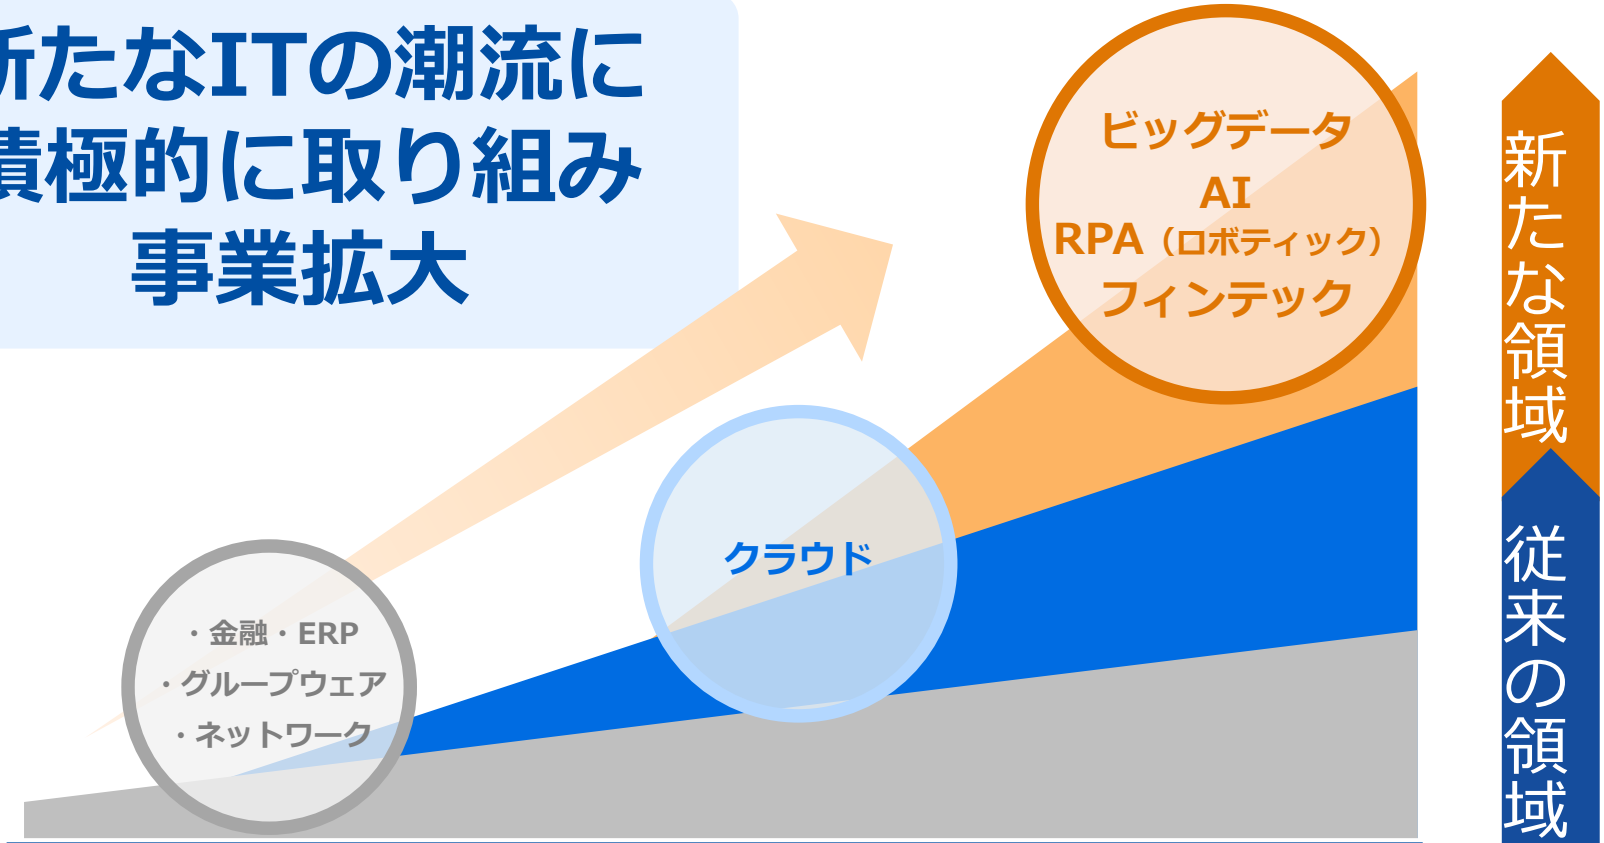 新たなITの潮流に
積極的に取り組み
事業拡大
ビッグデータ
AI
RPA（ロボティック）
フィンテック
クラウド
・金融・ERP
・グループウェア
・ネットワーク
新たな領域
従来の領域